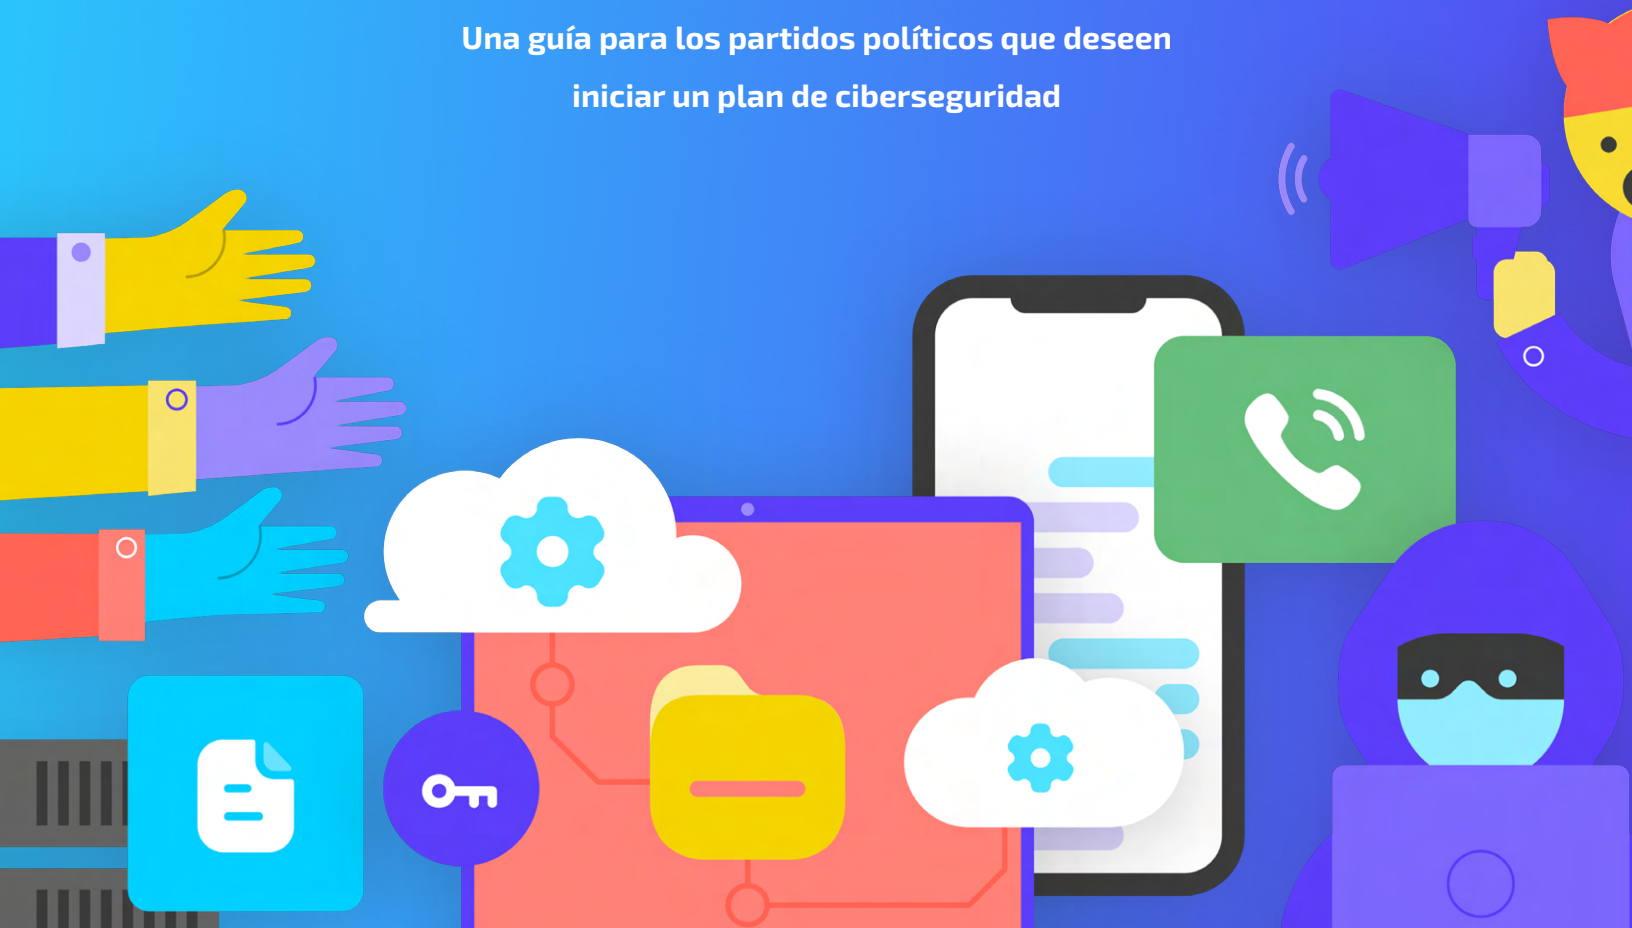 Una guía para los partidos políticos que deseen
iniciar un plan de ciberseguridad